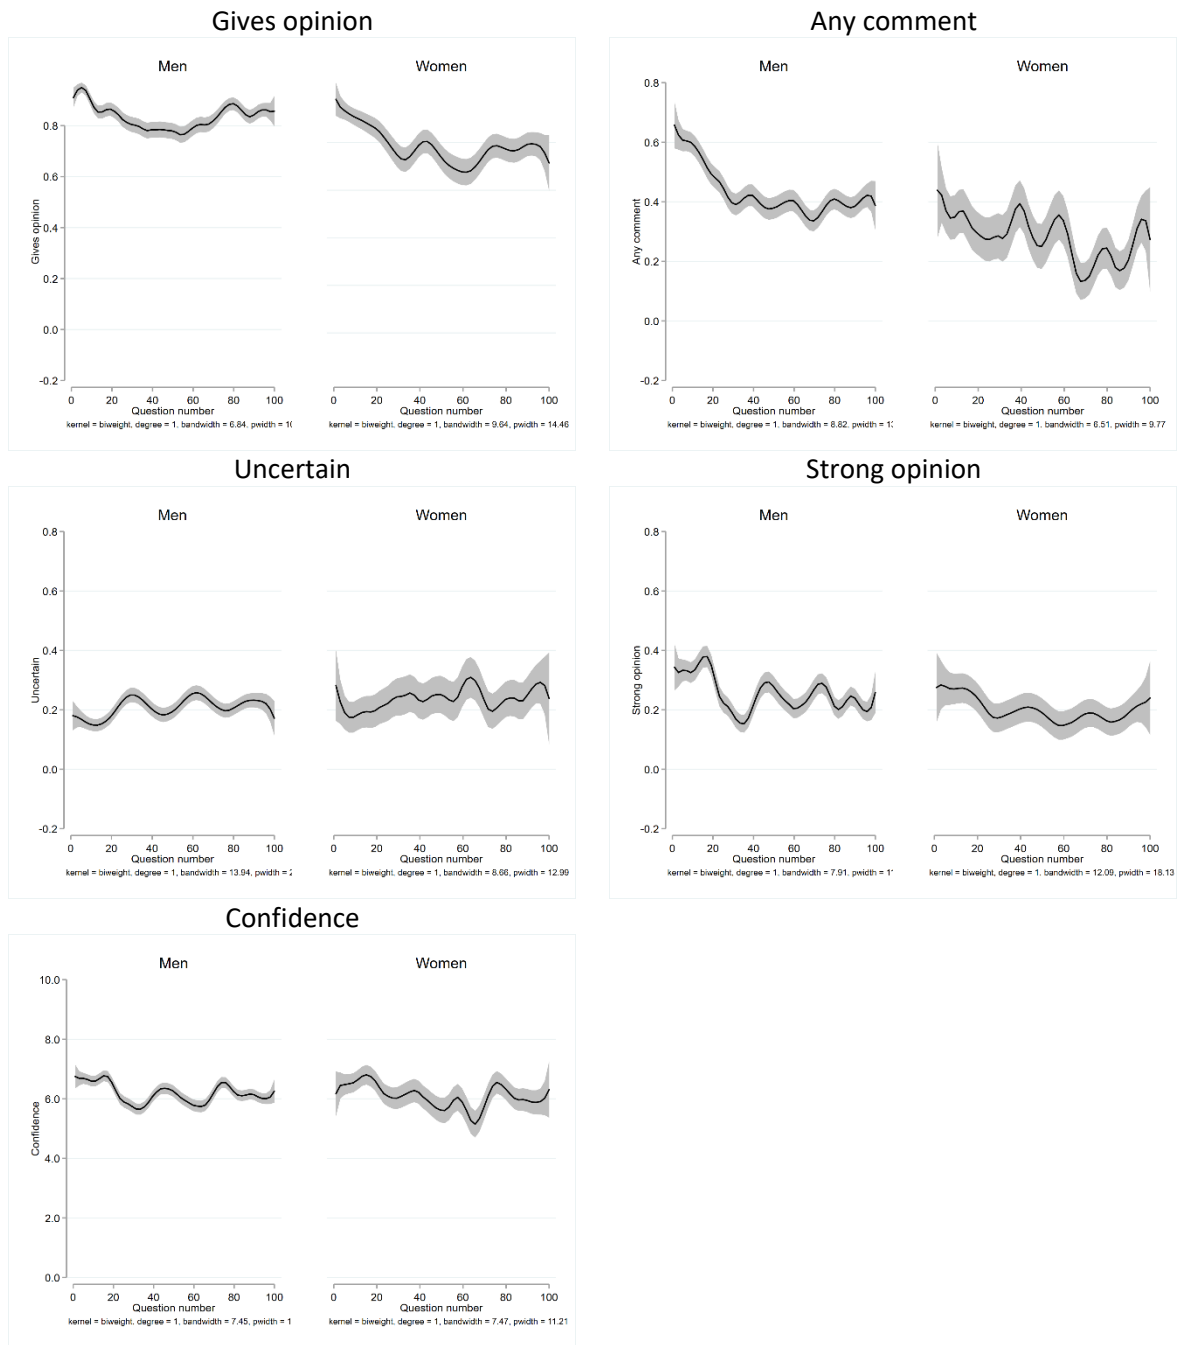 Gives opinion
Men
Women
Gives opinion
0.8
0.6
0.4
0.2
0.0
-0.2
0 20 40 60 80 100
Question number
kernel = biweight, degree = 1, bandwidth = 6.84, pwidth = 10
0 20 40 60 80 100
Question number
kernel = biweight, degree = 1, bandwidth = 9.64, pwidth = 14.46
Any comment
Men
Women
Any comment
0.8
0.6
0.4
0.2
0.0
-0.2
0 20 40 60 80 100
Question number
kernel = biweight, degree = 1, bandwidth = 8.82, pwidth = 13
0 20 40 60 80 100
Question number
kernel = biweight, degree = 1, bandwidth = 6.51, pwidth = 9.77
Uncertain
Men
Women
Uncertain
0.8
0.6
0.4
0.2
0.0
-0.2
0 20 40 60 80 100
Question number
kernel = biweight, degree = 1, bandwidth = 13.94, pwidth = 2
0 20 40 60 80 100
Question number
kernel = biweight, degree = 1, bandwidth = 8.66, pwidth = 12.99
Strong opinion
Men
Women
Strong opinion
0.8
0.6
0.4
0.2
0.0
-0.2
0 20 40 60 80 100
Question number
kernel = biweight, degree = 1, bandwidth = 7.91, pwidth = 11
0 20 40 60 80 100
Question number
kernel = biweight, degree = 1, bandwidth = 12.09, pwidth = 18.13
Confidence
Men
Women
Confidence
10.0
8.0
6.0
4.0
2.0
0.0
0 20 40 60 80 100
Question number
kernel = biweight, degree = 1, bandwidth = 7.45, pwidth = 1
0 20 40 60 80 100
Question number
kernel = biweight, degree = 1, bandwidth = 7.47, pwidth = 11.21